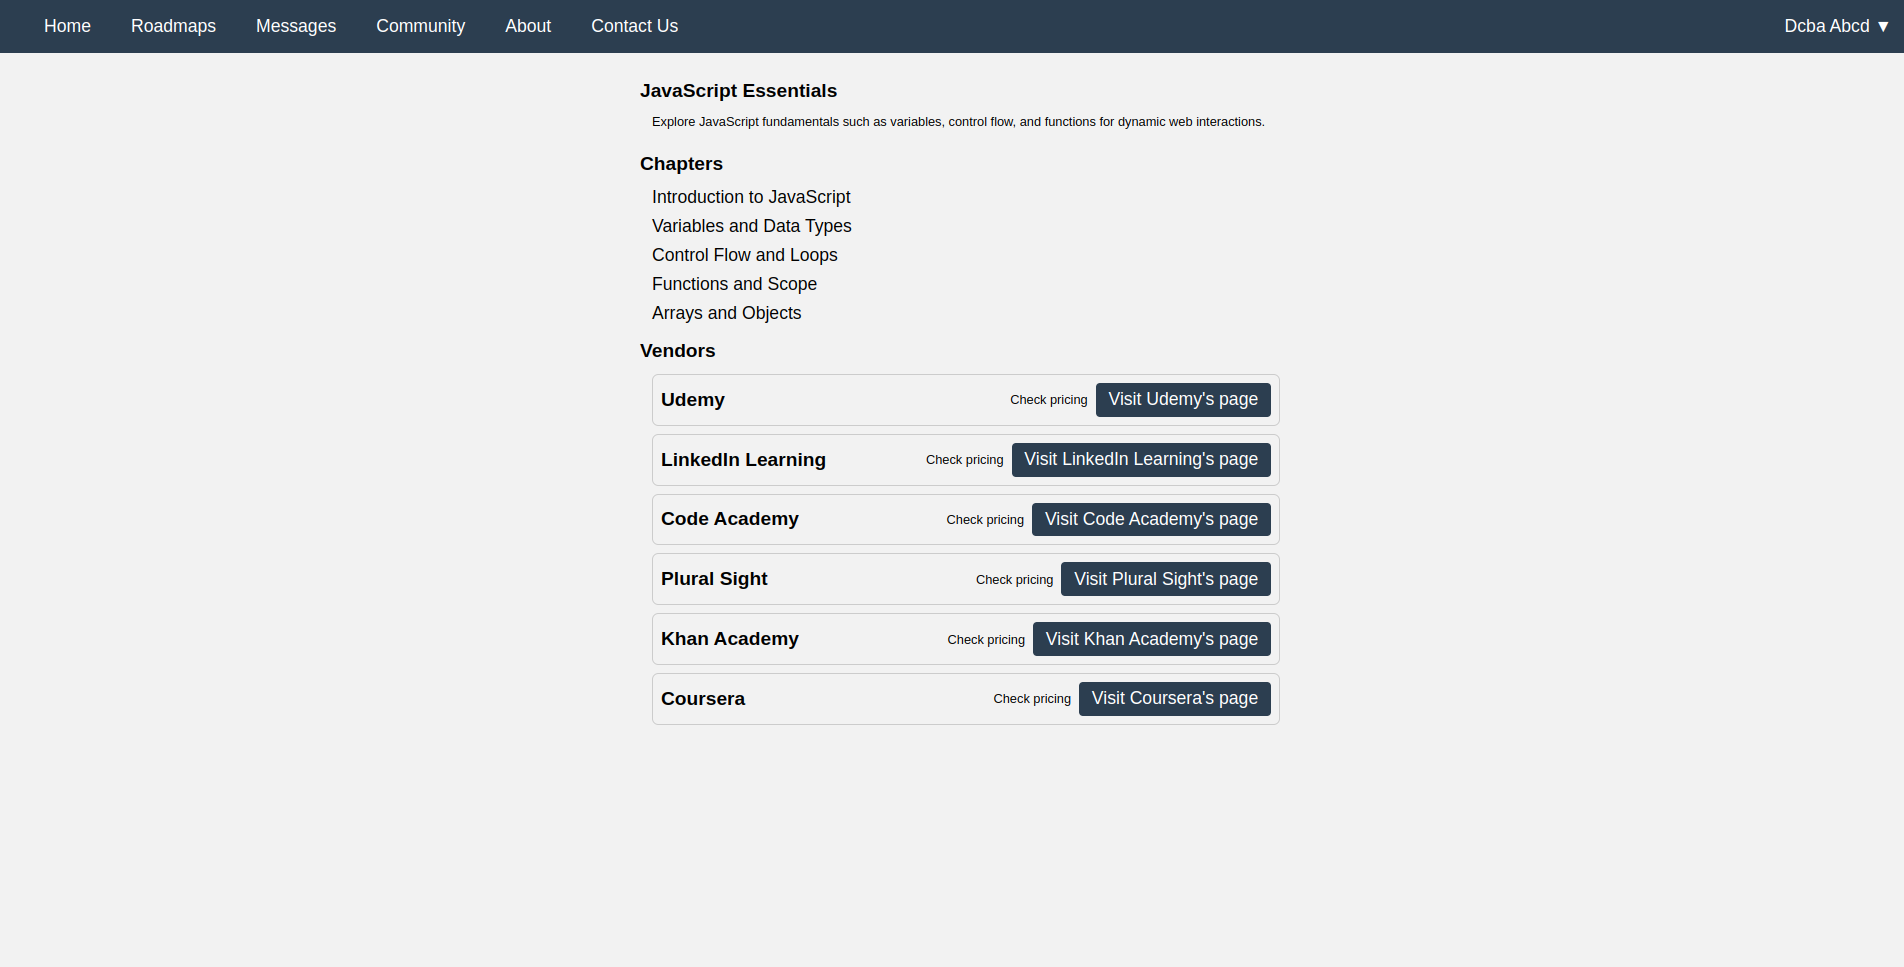 Home Roadmaps Messages Community About Contact Us Dcba Abcd ▼
JavaScript Essentials
Explore JavaScript fundamentals such as variables, control flow, and functions for dynamic web interactions.
Chapters
Introduction to JavaScript
Variables and Data Types
Control Flow and Loops
Functions and Scope
Arrays and Objects
Vendors
Udemy Check pricing Visit Udemy's page
LinkedIn Learning Check pricing Visit LinkedIn Learning's page
Code Academy Check pricing Visit Code Academy's page
Plural Sight Check pricing Visit Plural Sight's page
Khan Academy Check pricing Visit Khan Academy's page
Coursera Check pricing Visit Coursera's page